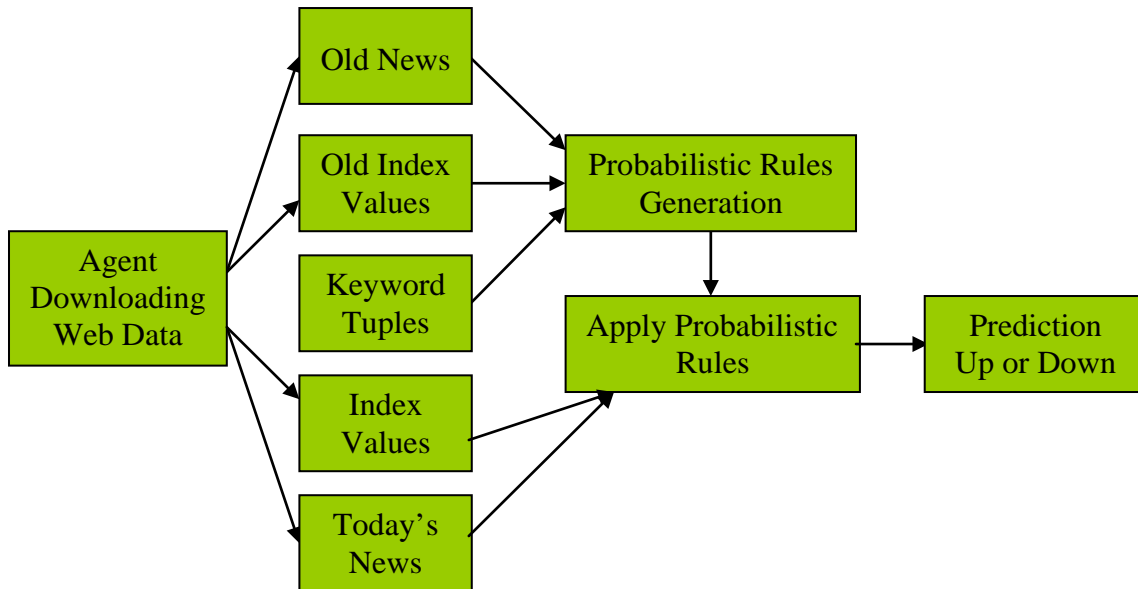 Old News
Old Index
Values
Probabilistic Rules
Generation
Agent
Downloading
Web Data
Keyword
Tuples
Apply Probabilistic
Rules
Prediction
Up or Down
Index
Values
Today’s
News